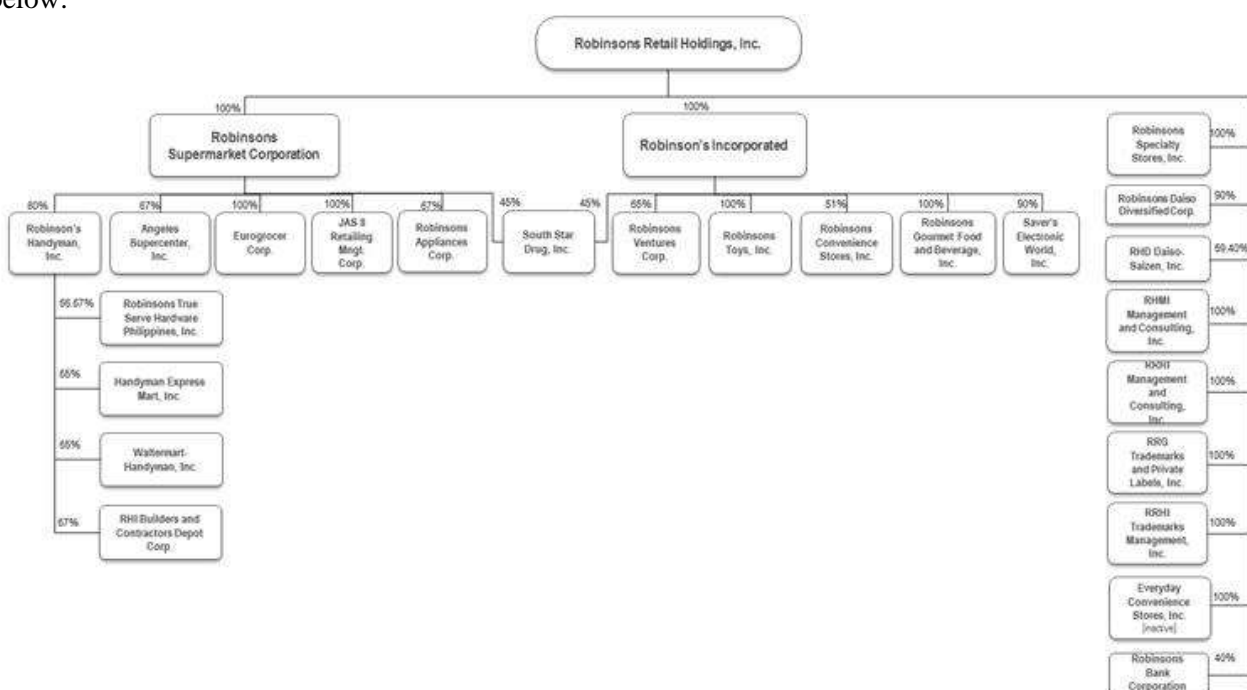 below:
Robinsons Retail Holdings, Inc.
100%
100%
Robinsons
Supermarket Corporation
Robinson's Incorporated
80%
67%
100%
100%
67%
45%
45%
65%
100%
51%
100%
90%
Robinson's
Handyman,
Inc.
Angeles
Supercenter,
Inc.
Eurogrocer
Corp.
JAS 8
Retailing
Mngt.
Corp.
Robinsons
Appliances
Corp.
South Star
Drug, Inc.
Robinsons
Ventures
Corp.
Robinsons
Toys, Inc.
Robinsons
Convenience
Stores, Inc.
Robinsons
Gourmet Food
and Beverage,
Inc.
Saver's
Electronic
World,
Inc.
66.67%
Robinsons True
Serve Hardware
Philippines, Inc.
65%
Handyman Express
Mart, Inc.
65%
Waltermart-
Handyman, Inc.
67%
RHI Builders and
Contractors Depot
Corp.
Robinsons
Specialty
Stores, Inc.
100%
Robinsons Daiso
Diversified Corp.
90%
RHD Daiso-
Saizen, Inc.
59.40%
RHMI
Management
and Consulting,
Inc.
100%
RRHI
Management
and
Consulting,
Inc.
100%
RRG
Trademarks
and Private
Labels, Inc.
100%
RRHI
Trademarks
Management,
Inc.
100%
Everyday
Convenience
Stores, Inc.
[inactive]
100%
Robinsons
Bank
Corporation
40%